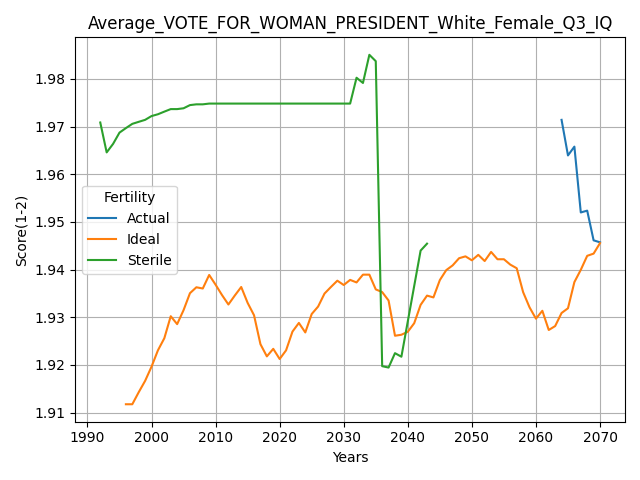 Average_VOTE_FOR_WOMAN_PRESIDENT_White_Female_Q3_IQ
1.98
1.97
1.96
1.95
1.94
1.93
1.92
1.91
Score(1-2)
Fertility
Actual
Ideal
Sterile
1990 2000 2010 2020 2030 2040 2050 2060 2070
Years